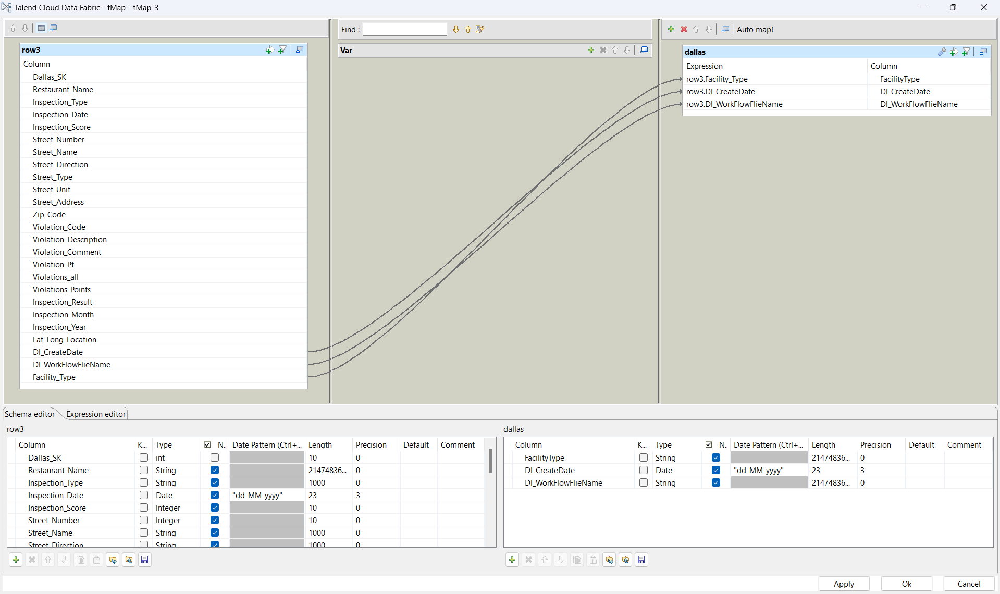 Talend Cloud Data Fabric - tMap - tMap_3
Find :
Auto map!
row3
Column
Dallas_SK
Restaurant_Name
Inspection_Type
Inspection_Date
Inspection_Score
Street_Number
Street_Name
Street_Direction
Street_Type
Street_Unit
Street_Address
Zip_Code
Violation_Code
Violation_Description
Violation_Comment
Violation_Pt
Violations_all
Violations_Points
Inspection_Result
Inspection_Month
Inspection_Year
Lat_Long_Location
DI_CreateDate
DI_WorkFlowFlieName
Facility_Type
Var
dallas
Expression Column
row3.Facility_Type FacilityType
row3.DI_CreateDate DI_CreateDate
row3.DI_WorkFlowFlieName DI_WorkFlowFlieName
Schema editor Expression editor
row3
Column K... Type N.. Date Pattern (Ctrl+... Length Precision Default Comment
Dallas_SK int 10 0
Restaurant_Name String 21474836... 0
Inspection_Type String 1000 0
Inspection_Date Date "dd-MM-yyyy" 23 3
Inspection_Score Integer 10 0
Street_Number Integer 10 0
Street_Name String 1000 0
Street_Direction String 1000 0
dallas
Column K... Type N.. Date Pattern (Ctrl+... Length Precision Default Comment
FacilityType String 21474836... 0
DI_CreateDate Date "dd-MM-yyyy" 23 3
DI_WorkFlowFlieName String 21474836... 0
Apply Ok Cancel